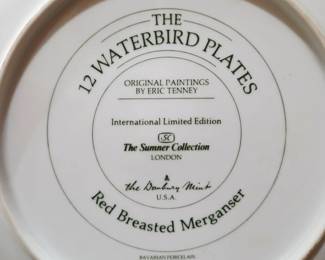 THE
12 WATERBIRD PLATES
ORIGINAL PAINTINGS
BY ERIC TENNEY
International Limited Edition
SC
The Sumner Collection
LONDON
&
the Danbury Mint
U.S.A.
Red Breasted Merganser
BAVARIAN PORCELAIN